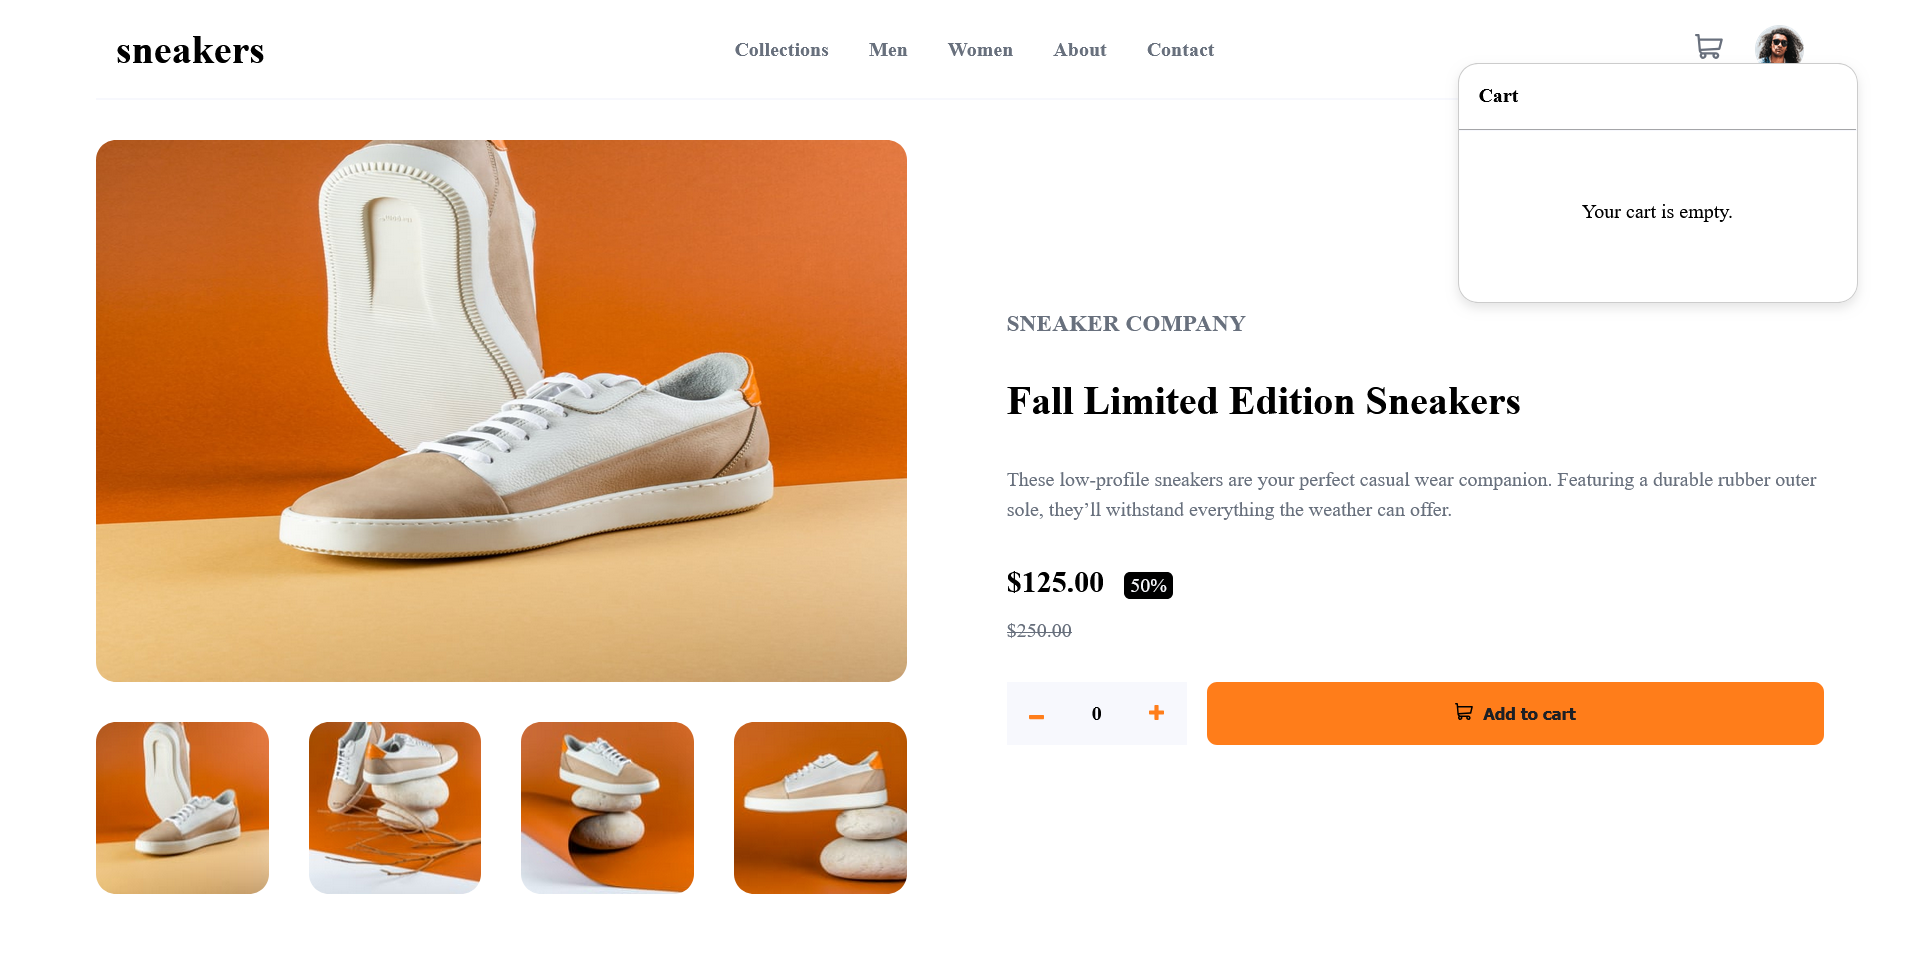 sneakers
Collections
Men
Women
About
Contact
Cart
Your cart is empty.
SNEAKER COMPANY
Fall Limited Edition Sneakers
These low-profile sneakers are your perfect casual wear companion. Featuring a durable rubber outer
sole, they’ll withstand everything the weather can offer.
$125.00
50%
$250.00
0
Add to cart